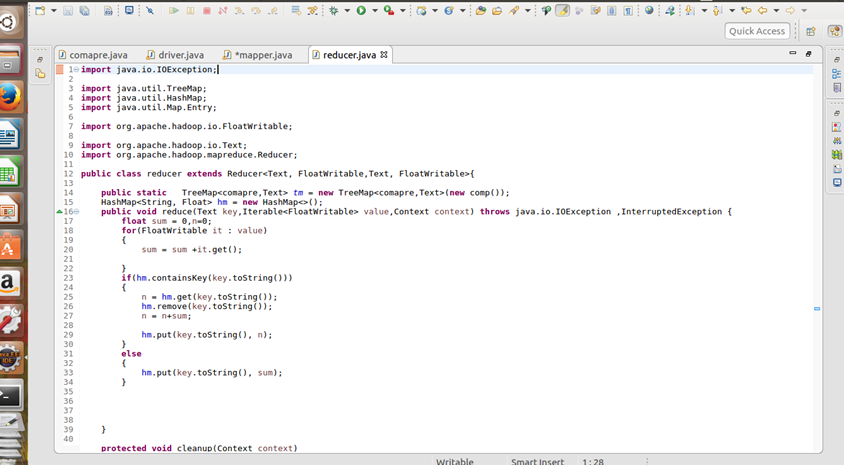 Quick Access
comapre.java driver.java *mapper.java reducer.java
1 import java.io.IOException;
2
3 import java.util.TreeMap;
4 import java.util.HashMap;
5 import java.util.Map.Entry;
6
7 import org.apache.hadoop.io.FloatWritable;
8
9 import org.apache.hadoop.io.Text;
10 import org.apache.hadoop.mapreduce.Reducer;
11
12 public class reducer extends Reducer<Text, FloatWritable,Text, FloatWritable>{
13
14 public static TreeMap<comapre,Text> tm = new TreeMap<comapre,Text>(new comp());
15 HashMap<String, Float> hm = new HashMap<>();
16 public void reduce(Text key,Iterable<FloatWritable> value,Context context) throws java.io.IOException ,InterruptedException {
17 float sum = 0,n=0;
18 for(FloatWritable it : value)
19 {
20 sum = sum +it.get();
21
22 }
23 if(hm.containsKey(key.toString()))
24 {
25 n = hm.get(key.toString());
26 hm.remove(key.toString());
27 n = n+sum;
28
29 hm.put(key.toString(), n);
30 }
31 else
32 {
33 hm.put(key.toString(), sum);
34 }
35
36
37
38
39 }
40
protected void cleanup(Context context)
Writable Smart Insert 1 : 28